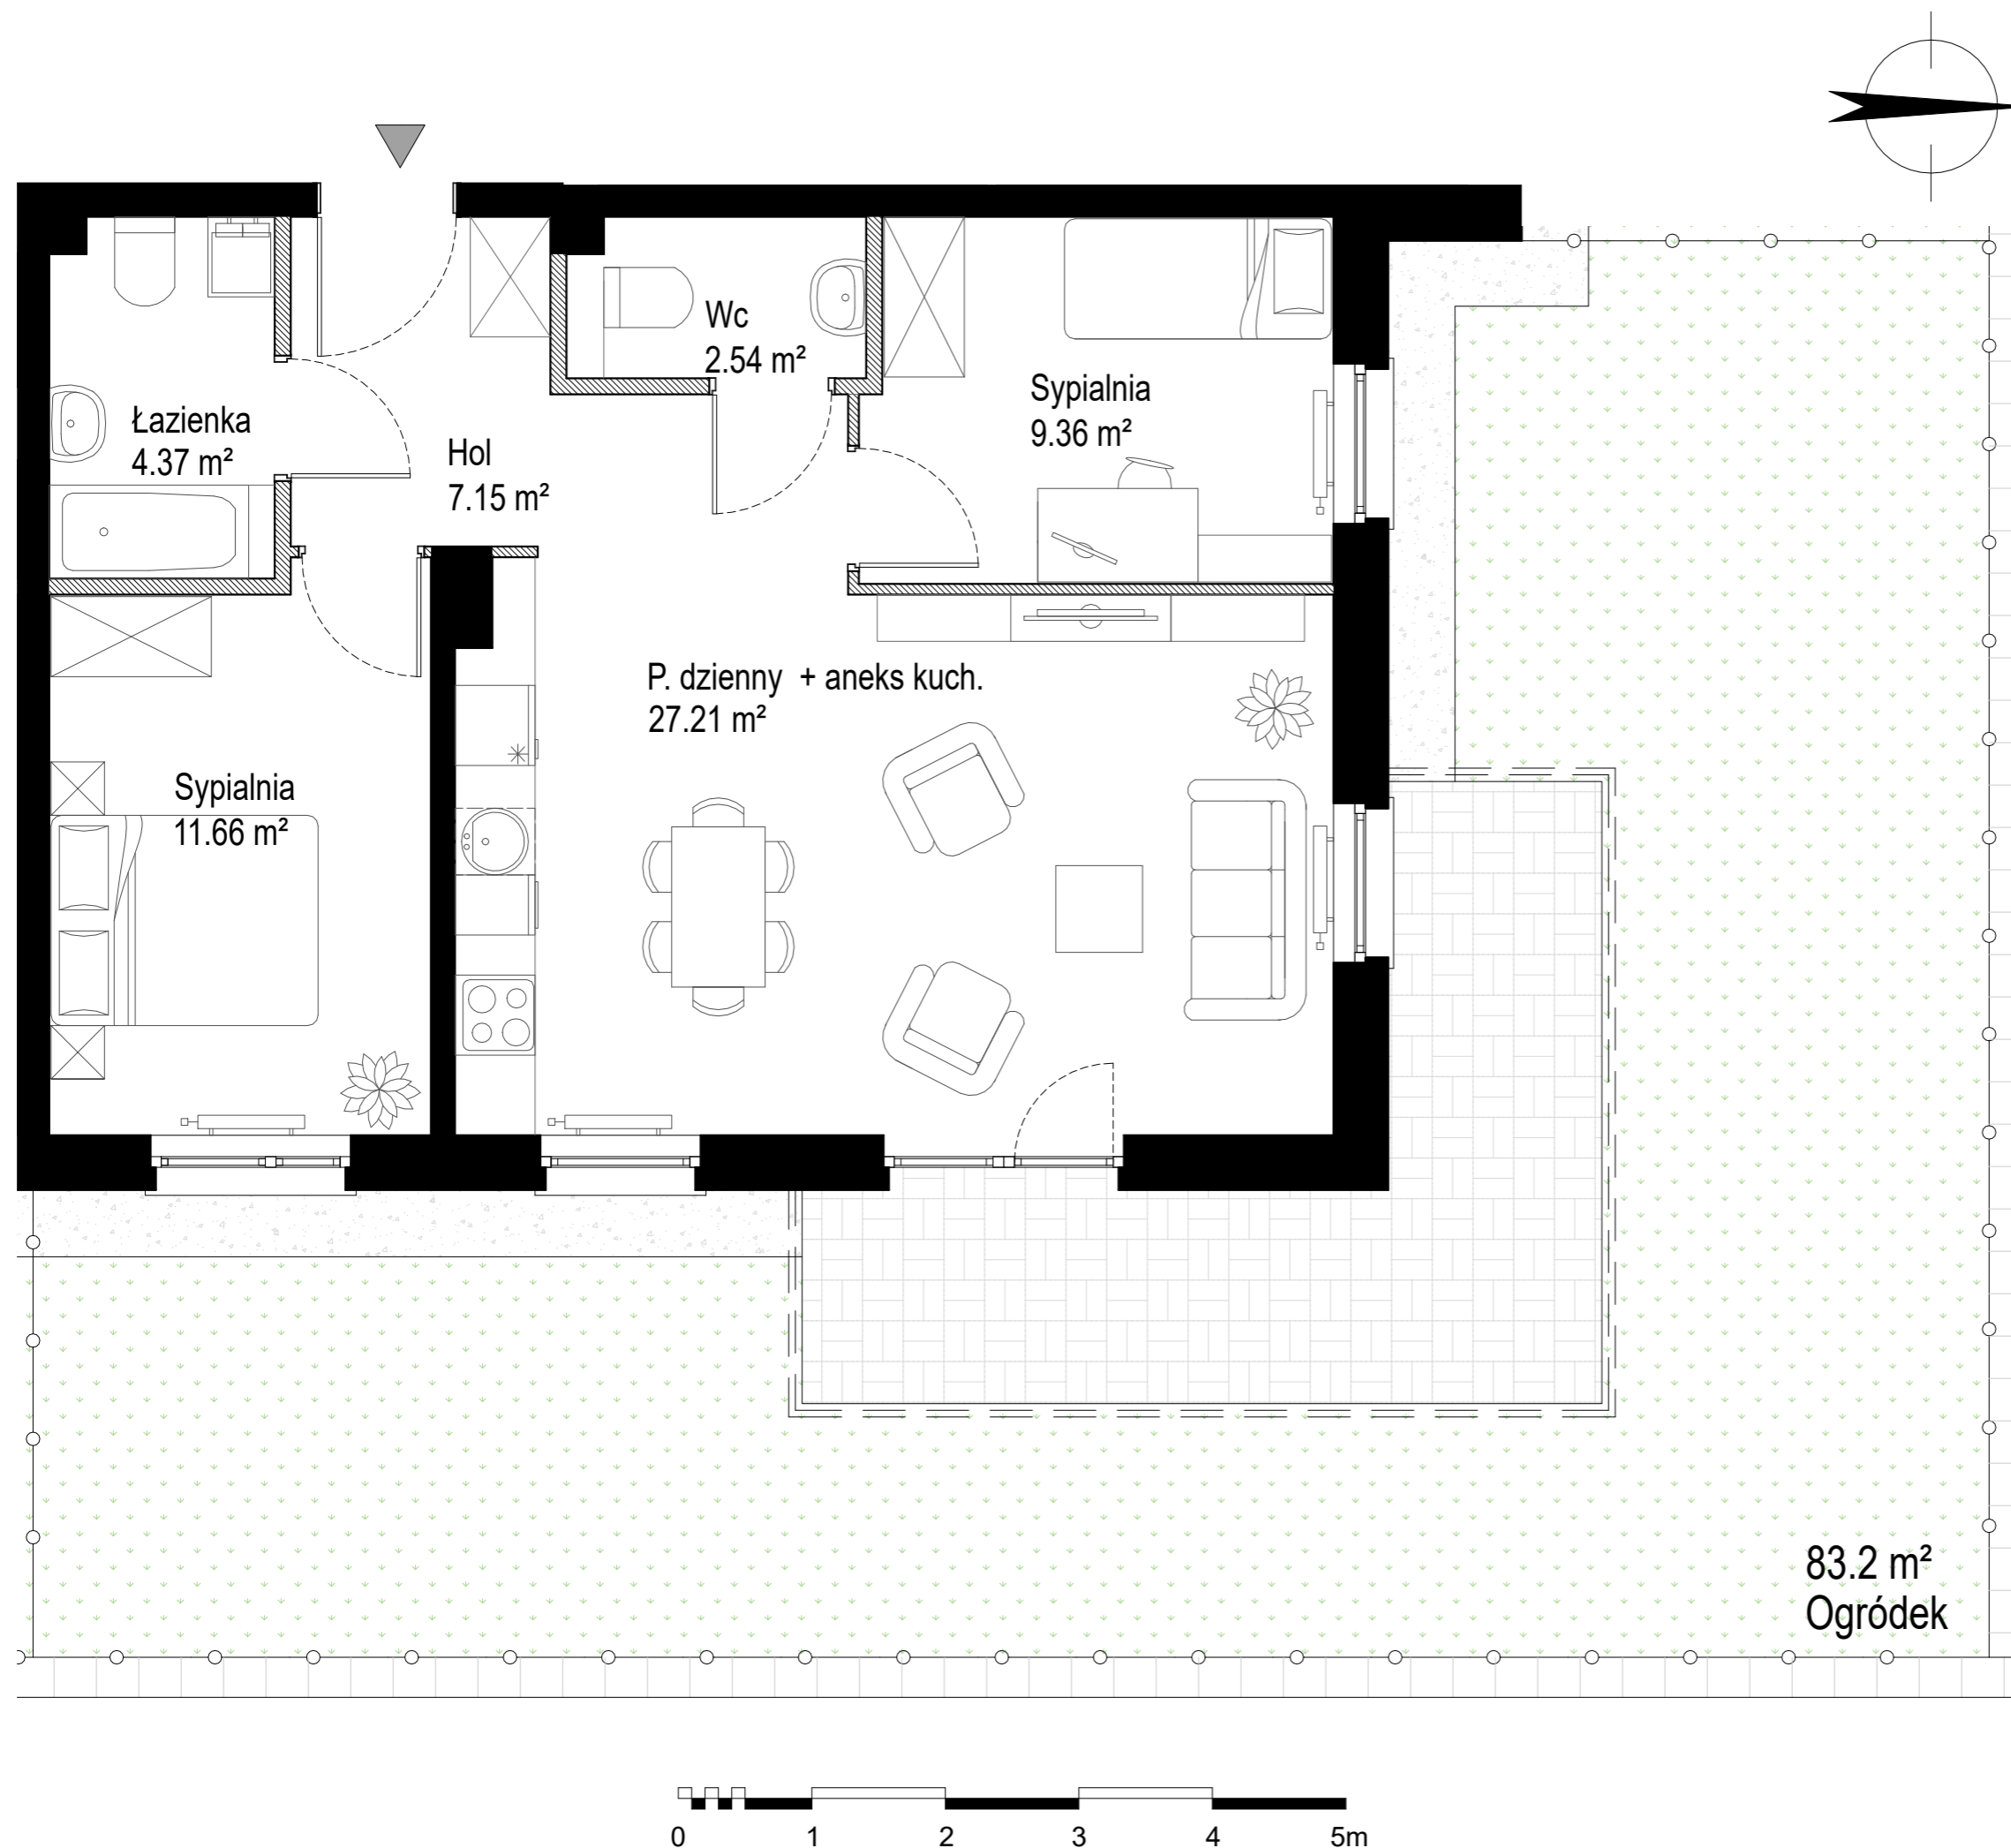 Wc
2.54 m²
Sypialnia
9.36 m²
Łazienka
4.37 m²
Hol
7.15 m²
P. dzienny + aneks kuch.
27.21 m²
Sypialnia
11.66 m²
83.2 m²
Ogródek
0 1 2 3 4 5m